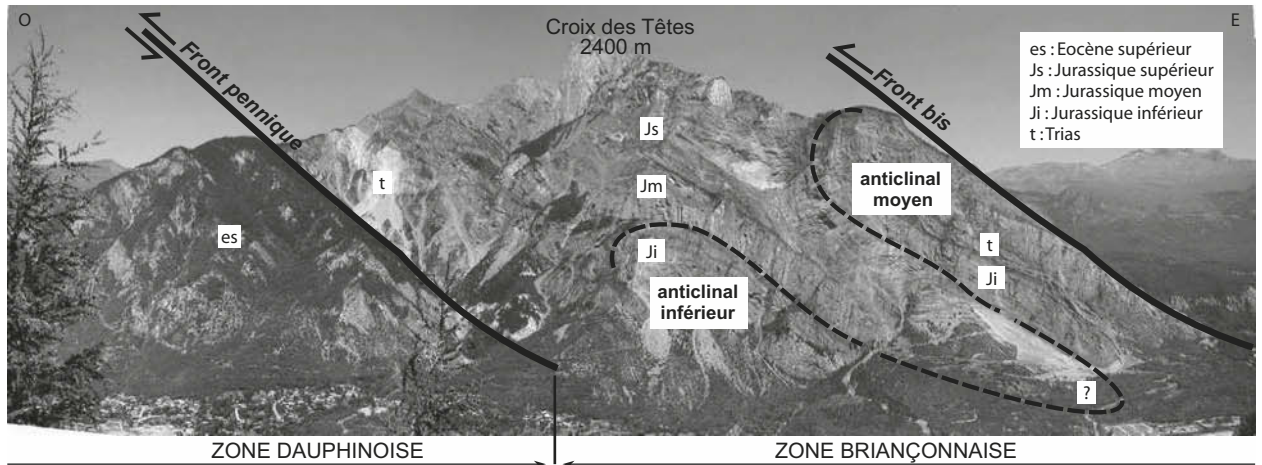 O
Croix des Têtes
2400 m
E
es : Eocène supérieur
Js : Jurassique supérieur
Jm : Jurassique moyen
Ji : Jurassique inférieur
t : Trias
Front pennique
Front bis
Js
t
Jm
anticlinal
moyen
es
Ji
t
Ji
anticlinal
inférieur
?
ZONE DAUPHINOISE
ZONE BRIANÇONNAISE